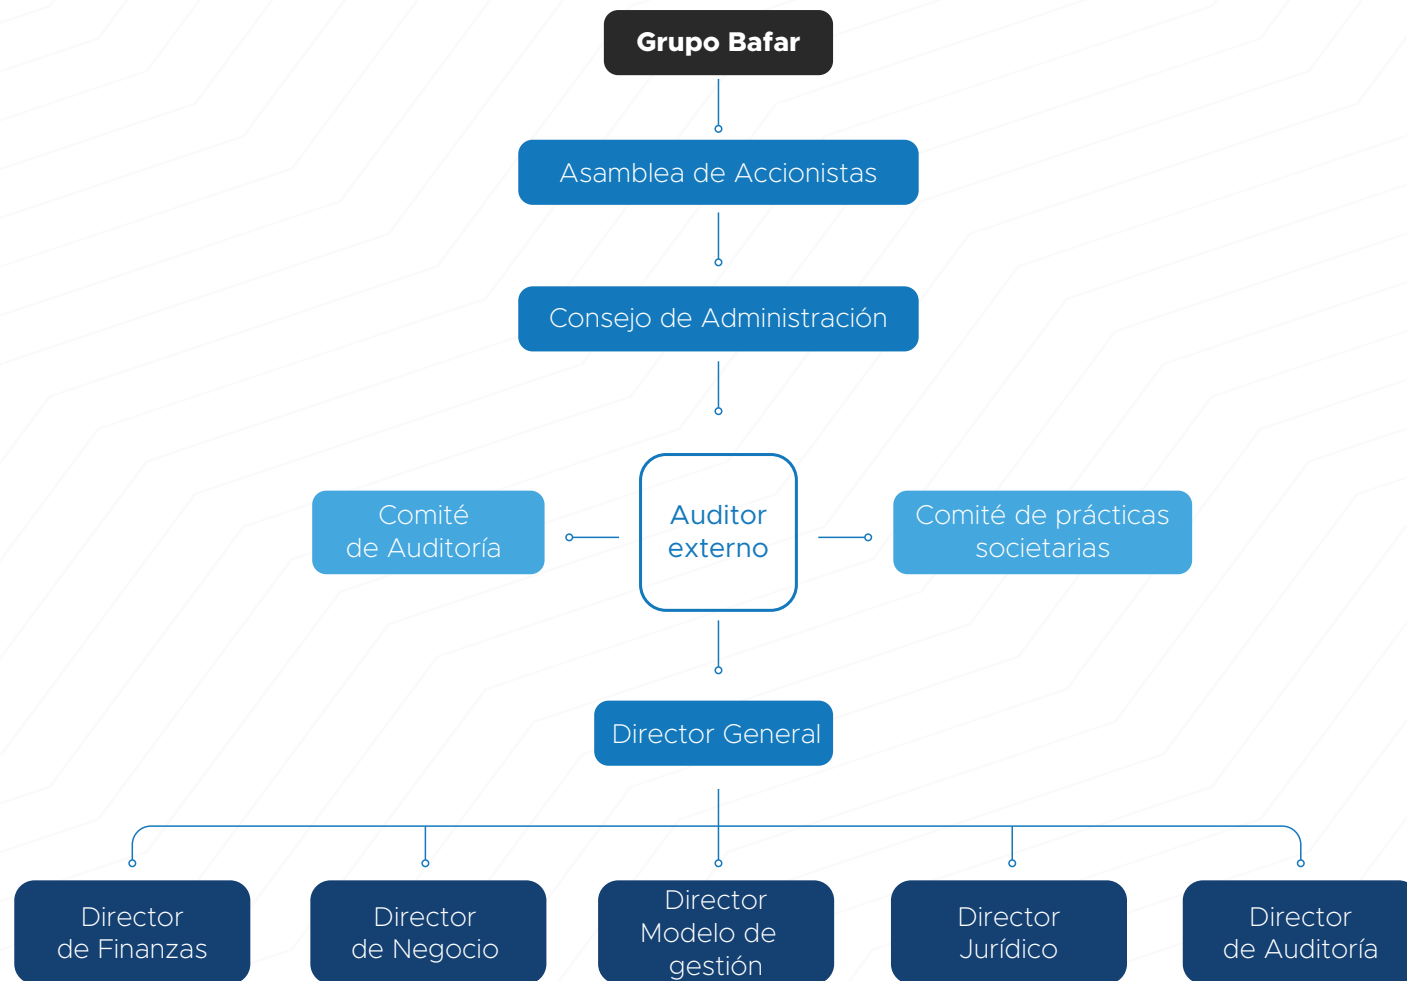 Grupo Bafar
Asamblea de Accionistas
Consejo de Administración
Comité
de Auditoría
Auditor
externo
Comité de prácticas
societarias
Director General
Director
de Finanzas
Director
de Negocio
Director
Modelo de
gestión
Director
Jurídico
Director
de Auditoría